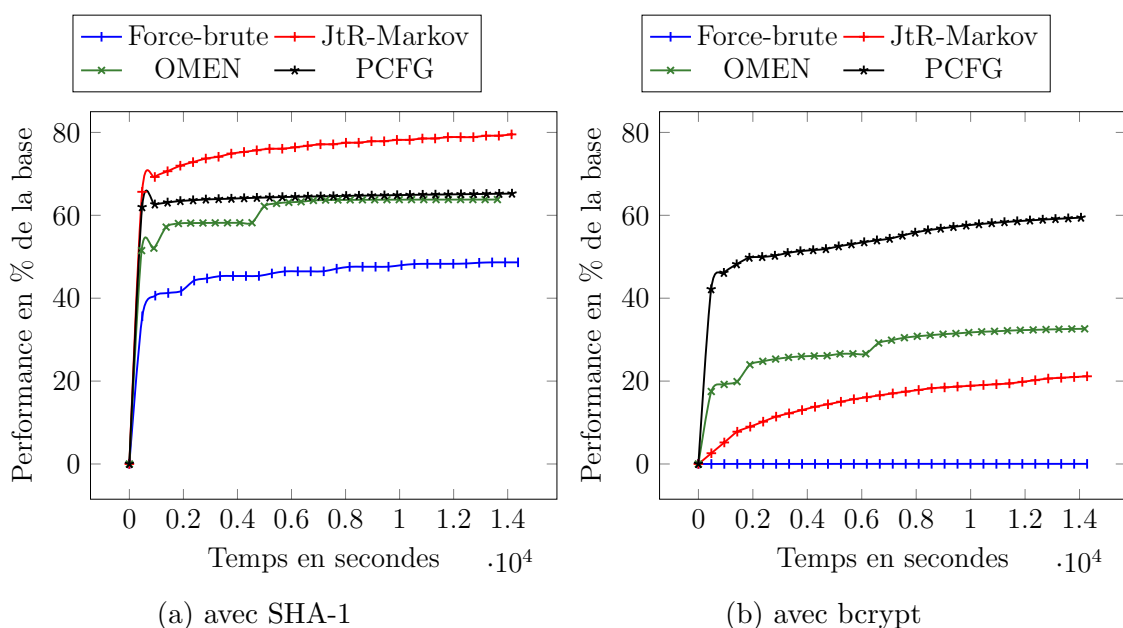 Force-brute JtR-Markov
OMEN PCFG
Performance en % de la base
80
60
40
20
0
0 0.2 0.4 0.6 0.8 1 1.2 1.4
Temps en secondes
·10⁴
(a) avec SHA-1
Force-brute JtR-Markov
OMEN PCFG
Performance en % de la base
80
60
40
20
0
0 0.2 0.4 0.6 0.8 1 1.2 1.4
Temps en secondes
·10⁴
(b) avec bcrypt